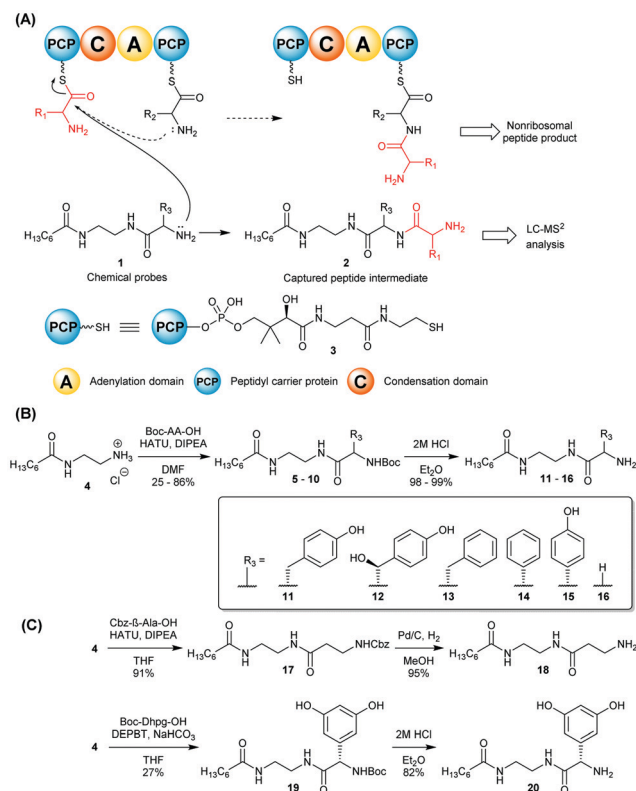 (A)
PCP C A PCP
PCP C A PCP
S O R1 NH2
S O R2 NH2
SH
S O R2 NH O R1 H2N
Nonribosomal
peptide product
H13C6 O N H H N O R3 NH2
1
Chemical probes
H13C6 O N H H N O R3 N H O NH2 R1
2
Captured peptide intermediate
LC-MS2
analysis
PCP SH PCP O P O OH O OH O H N O N H SH
3
A Adenylation domain PCP Peptidyl carrier protein C Condensation domain
(B)
H13C6 O N H NH3 + Cl −
4
Boc-AA-OH
HATU, DIPEA
DMF
25 - 86%
H13C6 O N H H N O R3 NHBoc
5 - 10
2M HCl
Et2O
98 - 99%
H13C6 O N H H N O R3 NH2
11 - 16
R3 =
OH
11
HO OH
12
13
14
OH
15
H
16
(C)
4
Cbz-ß-Ala-OH
HATU, DIPEA
THF
91%
H13C6 O N H H N O NHCbz
17
Pd/C, H2
MeOH
95%
H13C6 O N H H N O NH2
18
4
Boc-Dhpg-OH
DEPBT, NaHCO3
THF
27%
HO OH
H13C6 O N H H N O NHBoc
19
2M HCl
Et2O
82%
HO OH
H13C6 O N H H N O NH2
20